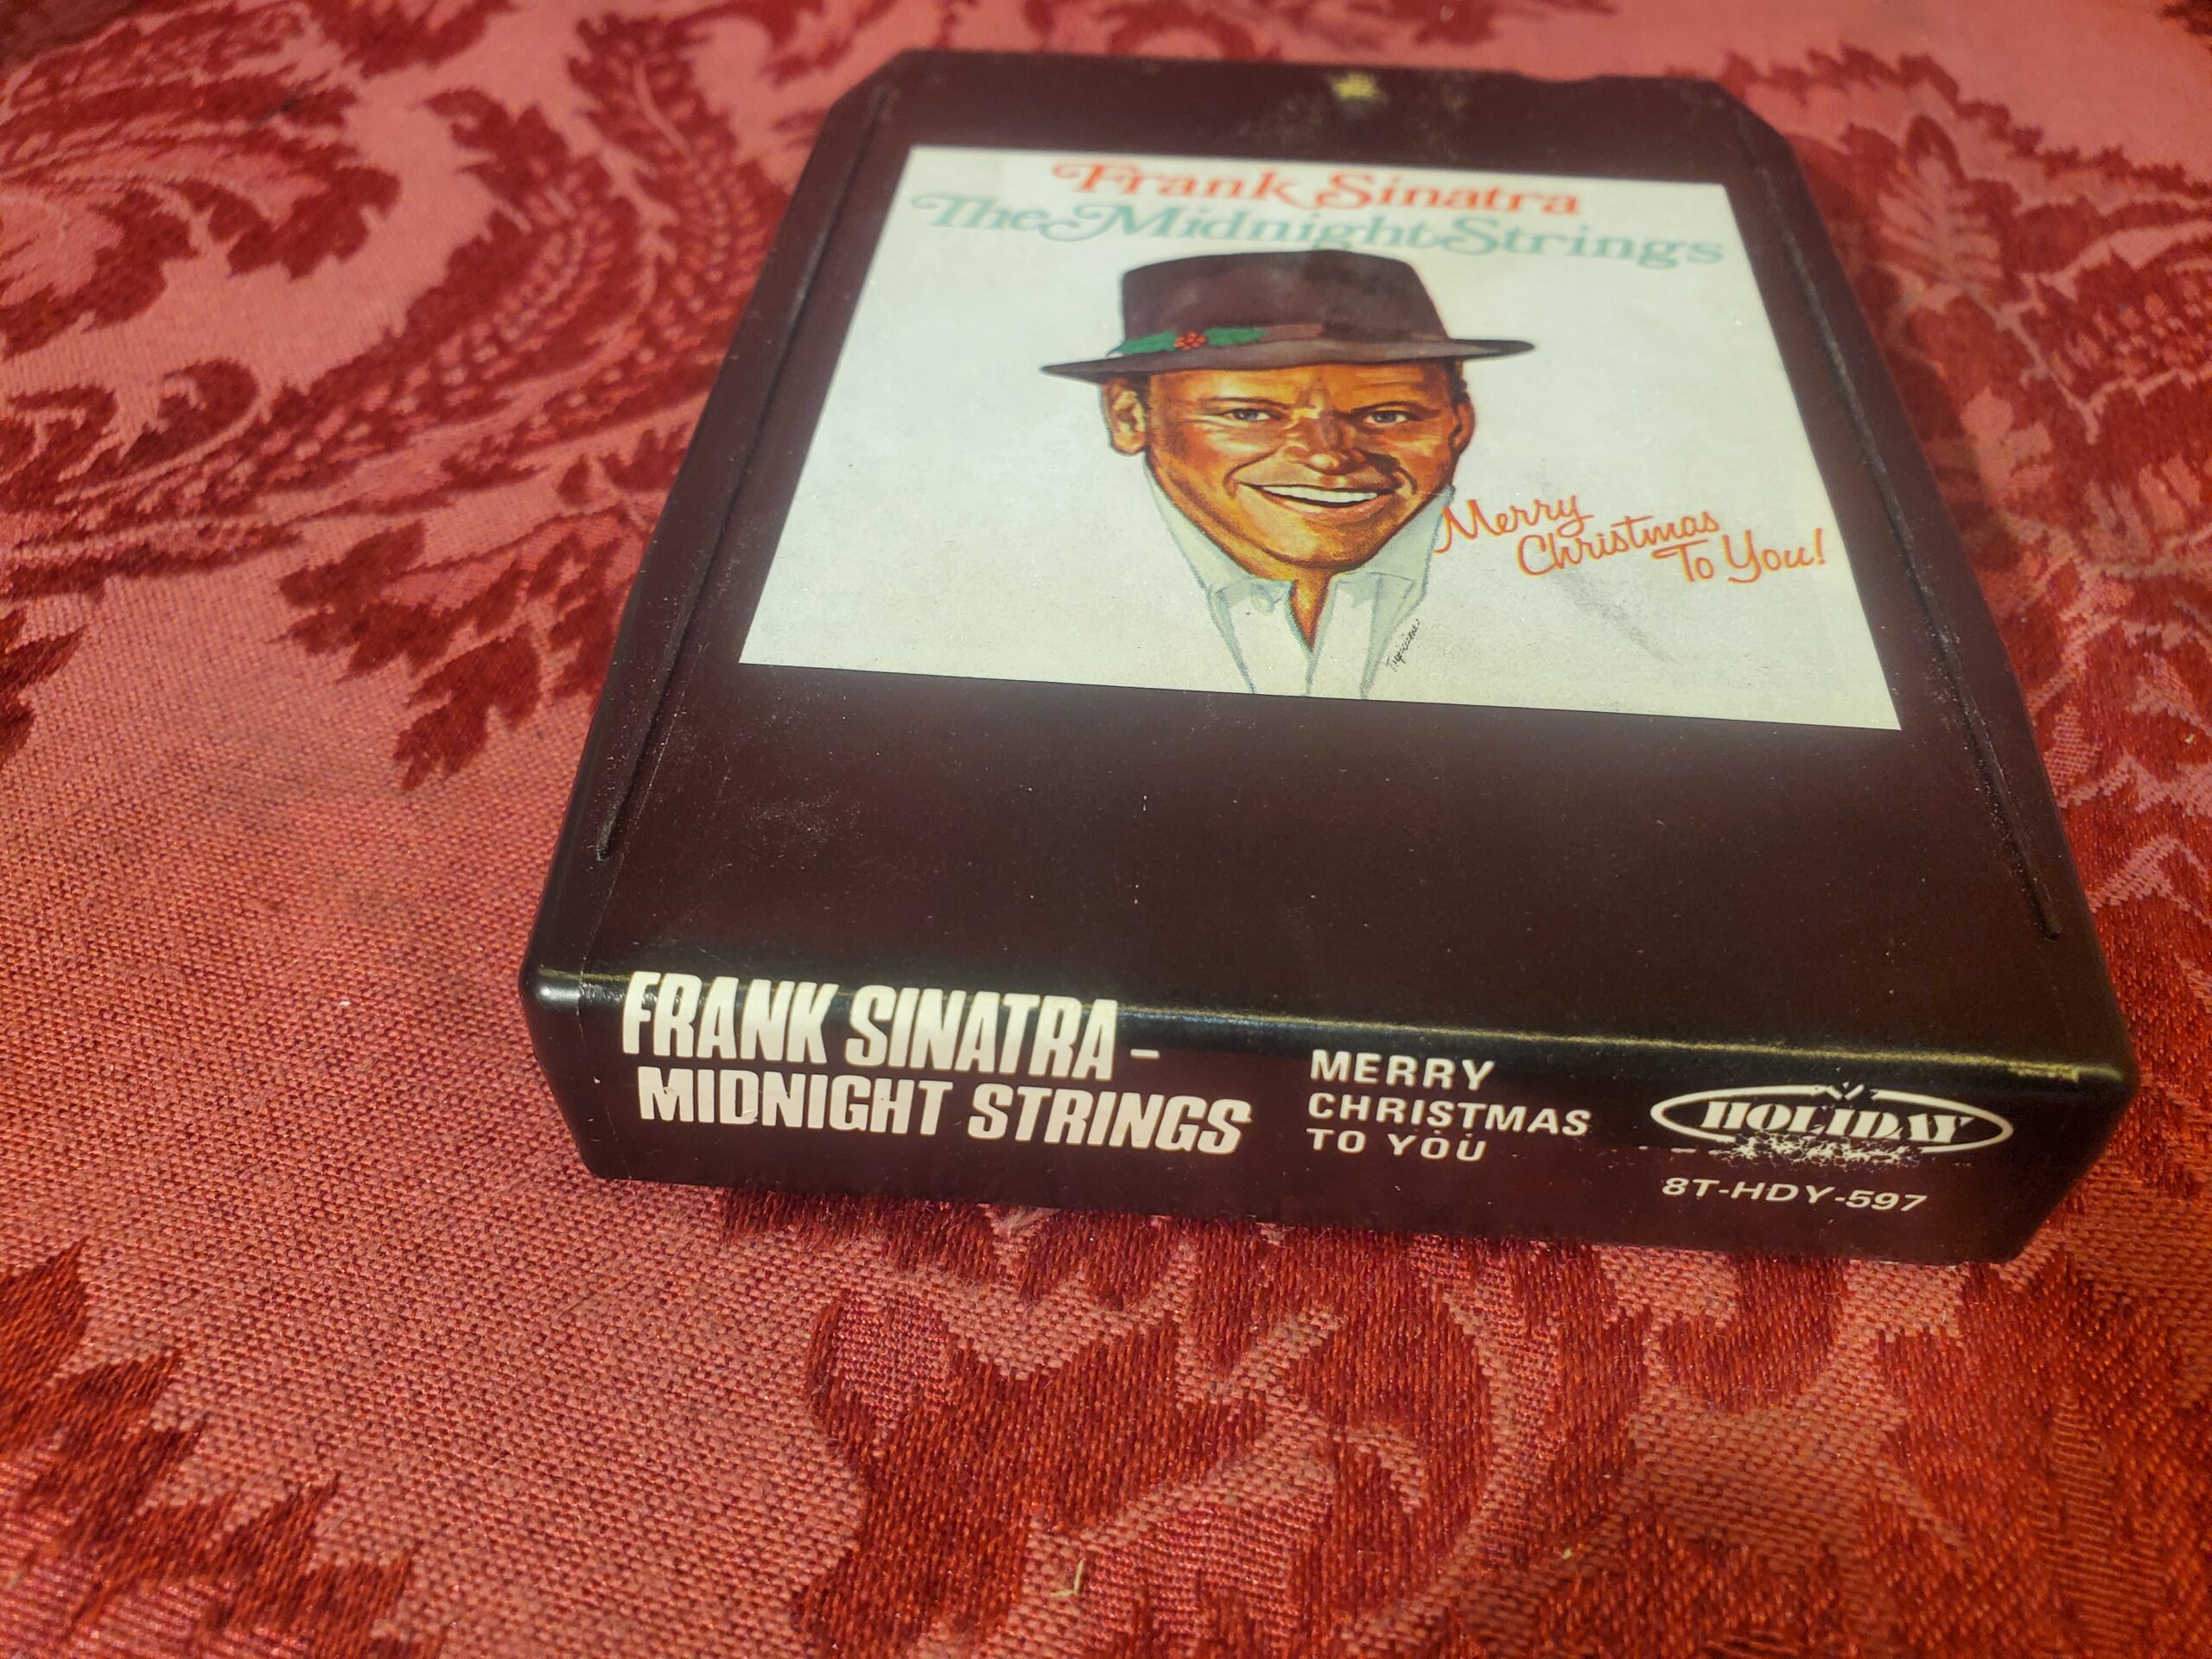 Frank Sinatra
The Midnight Strings
Merry
Christmas
To You!
FRANK SINATRA -
MIDNIGHT STRINGS
MERRY
CHRISTMAS
TO YOU
HOLIDAY
8T-HDY-597